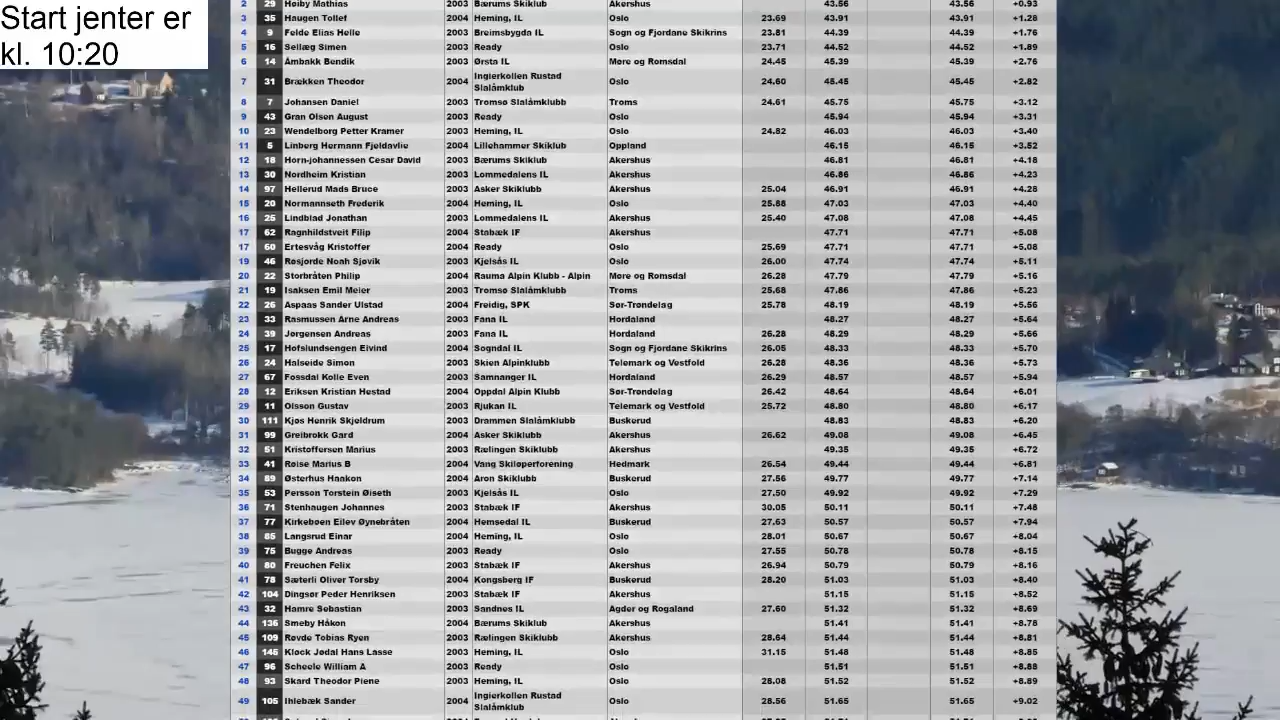 Start jenter er
kl. 10:20
2 29 Høiby Mathias 2003 Bærums Skiklub Akershus 43.56 43.56 +0.93
3 35 Haugen Tollef 2004 Heming, IL Oslo 23.69 43.91 43.91 +1.28
4 9 Felde Elias Helle 2003 Breimsbygda IL Sogn og Fjordane Skikrins 23.81 44.39 44.39 +1.76
5 16 Sellæg Simen 2003 Ready Oslo 23.71 44.52 44.52 +1.89
6 14 Åmbakk Bendik 2003 Ørsta IL Møre og Romsdal 24.45 45.39 45.39 +2.76
7 31 Brækken Theodor 2004 Ingierkollen Rustad Slalåmklub Oslo 24.60 45.45 45.45 +2.82
8 7 Johansen Daniel 2003 Tromsø Slalåmklubb Troms 24.61 45.75 45.75 +3.12
9 43 Gran Olsen August 2003 Ready Oslo 45.94 45.94 +3.31
10 23 Wendelborg Petter Kramer 2003 Heming, IL Oslo 24.82 46.03 46.03 +3.40
11 5 Linberg Hermann Fjeldavlie 2004 Lillehammer Skiklub Oppland 46.15 46.15 +3.52
12 18 Horn-johannessen Cesar David 2003 Bærums Skiklub Akershus 46.81 46.81 +4.18
13 30 Nordheim Kristian 2003 Lommedalens IL Akershus 46.86 46.86 +4.23
14 97 Hellerud Mads Bruce 2003 Asker Skiklubb Akershus 25.04 46.91 46.91 +4.28
15 20 Normannseth Frederik 2004 Heming, IL Oslo 25.88 47.03 47.03 +4.40
16 25 Lindblad Jonathan 2003 Lommedalens IL Akershus 25.40 47.08 47.08 +4.45
17 62 Ragnhildstveit Filip 2004 Stabæk IF Akershus 47.71 47.71 +5.08
17 60 Ertesvåg Kristoffer 2004 Ready Oslo 25.69 47.71 47.71 +5.08
19 46 Røsjorde Noah Sjøvik 2003 Kjelsås IL Oslo 26.00 47.74 47.74 +5.11
20 22 Storbråten Philip 2004 Rauma Alpin Klubb - Alpin Møre og Romsdal 26.28 47.79 47.79 +5.16
21 19 Isaksen Emil Meier 2003 Tromsø Slalåmklubb Troms 25.68 47.86 47.86 +5.23
22 26 Aspaas Sander Ulstad 2004 Freidig, SPK Sør-Trøndelag 25.78 48.19 48.19 +5.56
23 33 Rasmussen Arne Andreas 2003 Fana IL Hordaland 48.27 48.27 +5.64
24 39 Jørgensen Andreas 2003 Fana IL Hordaland 26.28 48.29 48.29 +5.66
25 17 Hofslundsengen Eivind 2004 Sogndal IL Sogn og Fjordane Skikrins 26.05 48.33 48.33 +5.70
26 24 Halseide Simon 2003 Skien Alpinklubb Telemark og Vestfold 26.28 48.36 48.36 +5.73
27 67 Fossdal Kolle Even 2003 Samnanger IL Hordaland 26.29 48.57 48.57 +5.94
28 12 Eriksen Kristian Hestad 2004 Oppdal Alpin Klubb Sør-Trøndelag 26.42 48.64 48.64 +6.01
29 11 Olsson Gustav 2003 Rjukan IL Telemark og Vestfold 25.72 48.80 48.80 +6.17
30 111 Kjøs Henrik Skjeldrum 2003 Drammen Slalåmklubb Buskerud 48.83 48.83 +6.20
31 99 Greibrokk Gard 2004 Asker Skiklubb Akershus 26.62 49.08 49.08 +6.45
32 51 Kristoffersen Marius 2003 Rælingen Skiklubb Akershus 49.35 49.35 +6.72
33 41 Røise Marius B 2004 Vang Skiløperforening Hedmark 26.54 49.44 49.44 +6.81
34 89 Østerhus Hankon 2004 Aron Skiklubb Buskerud 27.56 49.77 49.77 +7.14
35 53 Persson Torstein Øiseth 2003 Kjelsås IL Oslo 27.50 49.92 49.92 +7.29
36 71 Stenhaugen Johannes 2003 Stabæk IF Akershus 30.05 50.11 50.11 +7.48
37 77 Kirkebøen Eilev Øynebråten 2004 Hemsedal IL Buskerud 27.63 50.57 50.57 +7.94
38 85 Langsrud Einar 2004 Heming, IL Oslo 28.01 50.67 50.67 +8.04
39 75 Bugge Andreas 2003 Ready Oslo 27.55 50.78 50.78 +8.15
40 80 Freuchen Felix 2003 Stabæk IF Akershus 26.94 50.79 50.79 +8.16
41 78 Sæterli Oliver Torsby 2004 Kongsberg IF Buskerud 28.20 51.03 51.03 +8.40
42 104 Dingsør Peder Henriksen 2003 Stabæk IF Akershus 51.15 51.15 +8.52
43 32 Hamre Sebastian 2003 Sandnes IL Agder og Rogaland 27.60 51.32 51.32 +8.69
44 136 Smeby Håkon 2004 Bærums Skiklub Akershus 51.41 51.41 +8.78
45 109 Røvde Tobias Ryen 2003 Rælingen Skiklubb Akershus 28.64 51.44 51.44 +8.81
46 146 Kløck Jødal Hans Lasse 2003 Heming, IL Oslo 31.15 51.48 51.48 +8.85
47 96 Scheele William A 2003 Ready Oslo 51.51 51.51 +8.88
48 93 Skard Theodor Piene 2003 Heming, IL Oslo 28.08 51.52 51.52 +8.89
49 105 Ihlebæk Sander 2004 Ingierkollen Rustad Slalåmklub Oslo 28.56 51.65 51.65 +9.02